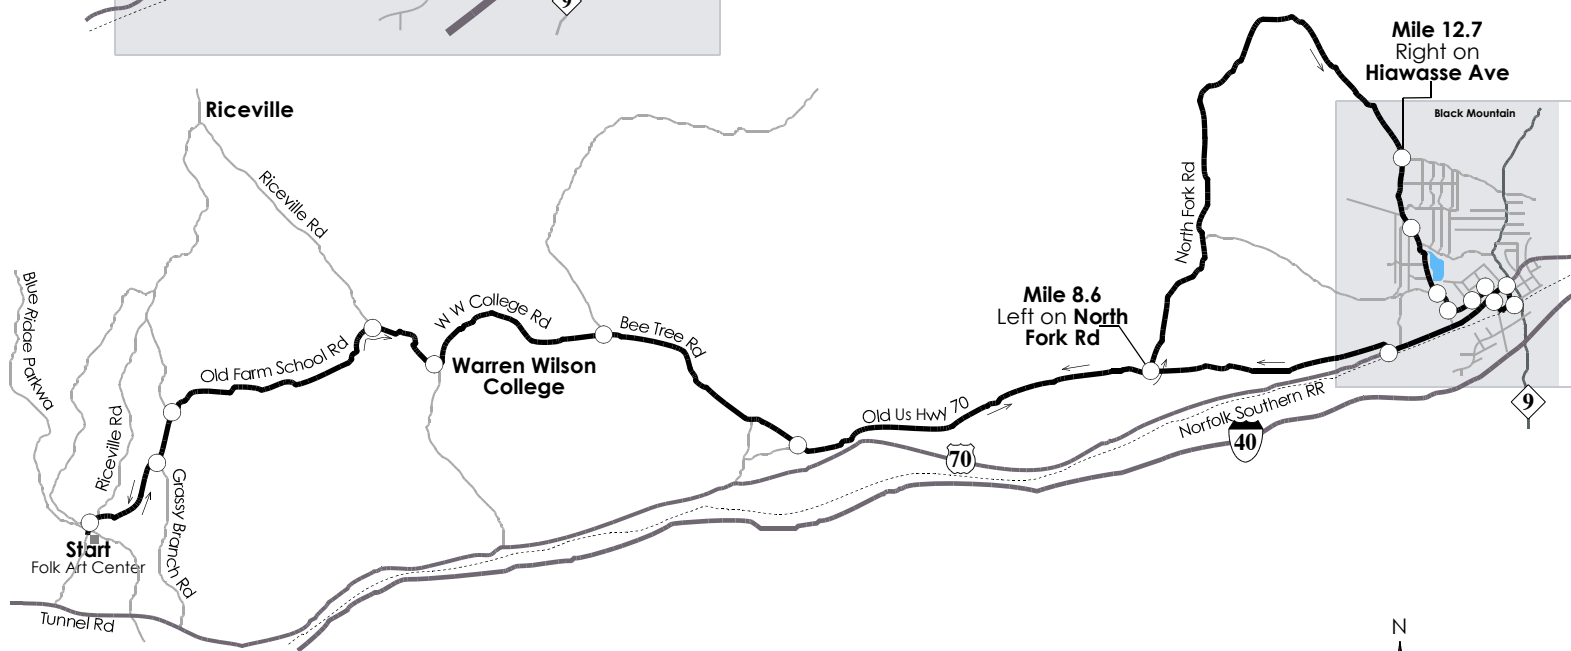 9
Mile 12.7
Right on
Hiawasse Ave
Riceville
Black Mountain
Riceville Rd
North Fork Rd
Blue Ridge Parkwa
Mile 8.6
Left on North
Fork Rd
W W College Rd
Bee Tree Rd
Old Farm School Rd
Warren Wilson
College
Riceville Rd
Old Us Hwy 70
Norfolk Southern RR
9
40
70
Grassy Branch Rd
Start
Folk Art Center
Tunnel Rd
N